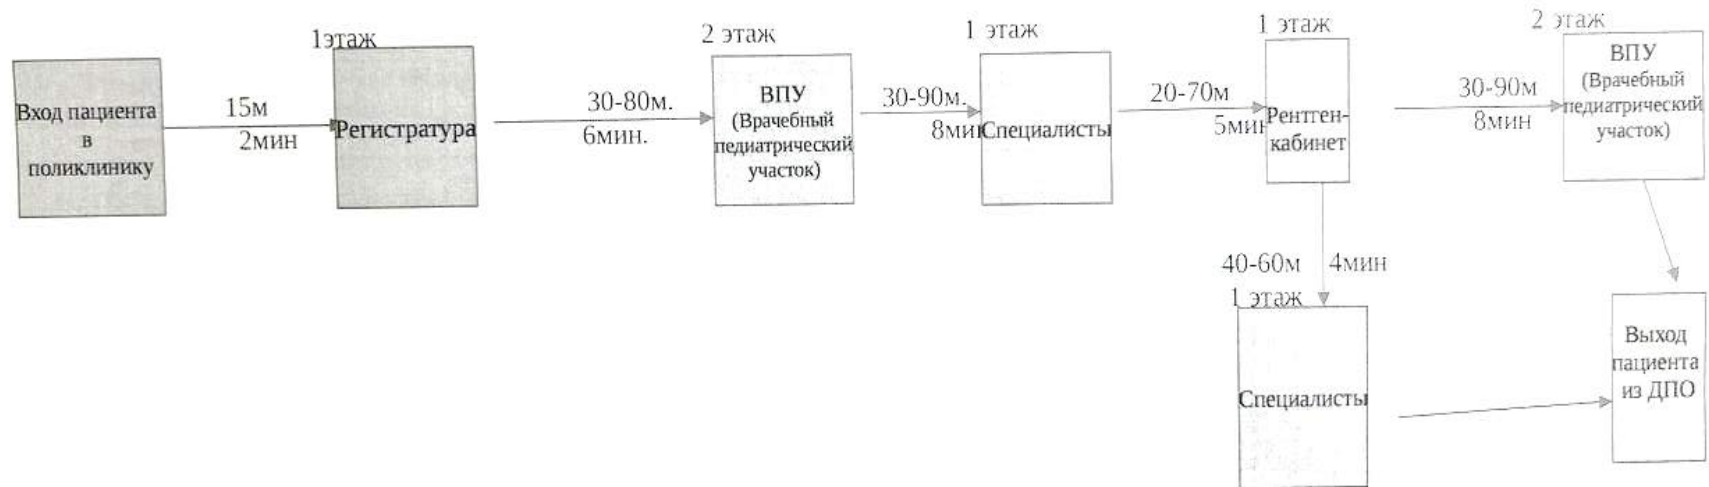 Вход пациента
в
поликлинику
15м
2мин
1этаж
Регистратура
30-80м.
6мин.
2 этаж
ВПУ
(Врачебный
педиатрический
участок)
30-90м.
8мин
1 этаж
Специалисты
20-70м
5мин
1 этаж
Рентген-
кабинет
30-90м
8мин
2 этаж
ВПУ
(Врачебный
педиатрический
участок)
40-60м
4мин
1 этаж
Специалисты
Выход
пациента
из ДПО